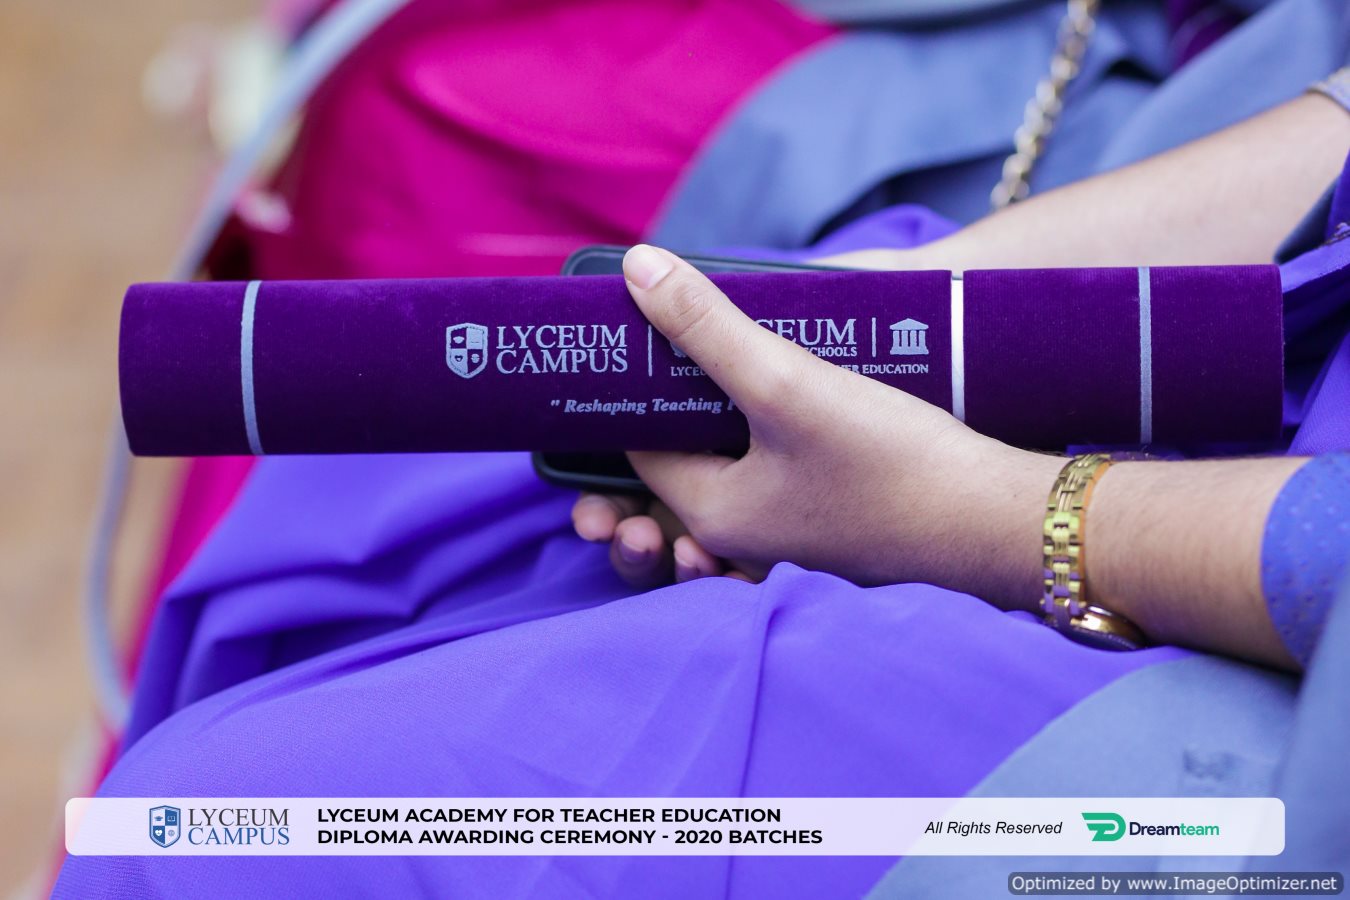 LYCEUM
CAMPUS
CEUM
SCHOOLS
LYCEU
ER EDUCATION
" Reshaping Teaching
LYCEUM
CAMPUS
LYCEUM ACADEMY FOR TEACHER EDUCATION
DIPLOMA AWARDING CEREMONY - 2020 BATCHES
All Rights Reserved
Dreamteam
Optimized by www.ImageOptimizer.net